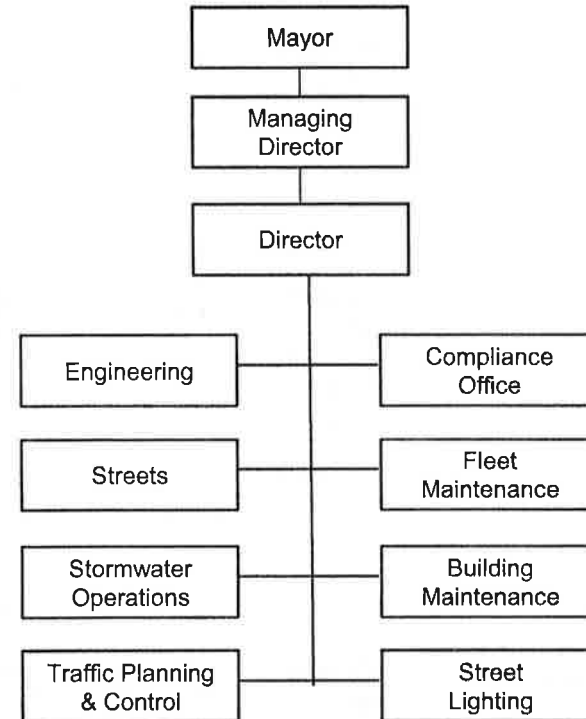 Mayor
Managing
Director
Director
Engineering
Compliance
Office
Streets
Fleet
Maintenance
Stormwater
Operations
Building
Maintenance
Traffic Planning
& Control
Street
Lighting